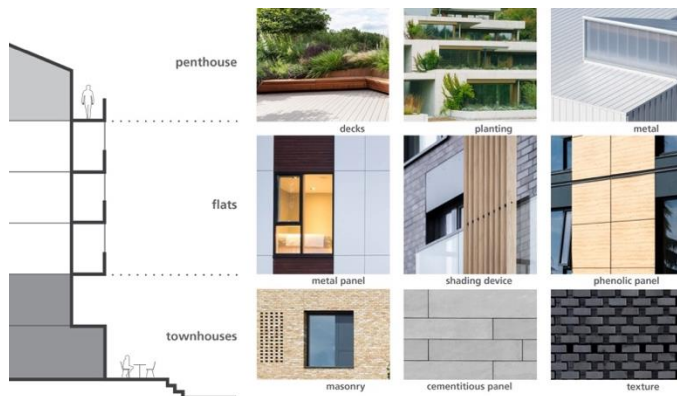 penthouse
decks
planting
metal
flats
metal panel
shading device
phenolic panel
townhouses
masonry
cementitious panel
texture